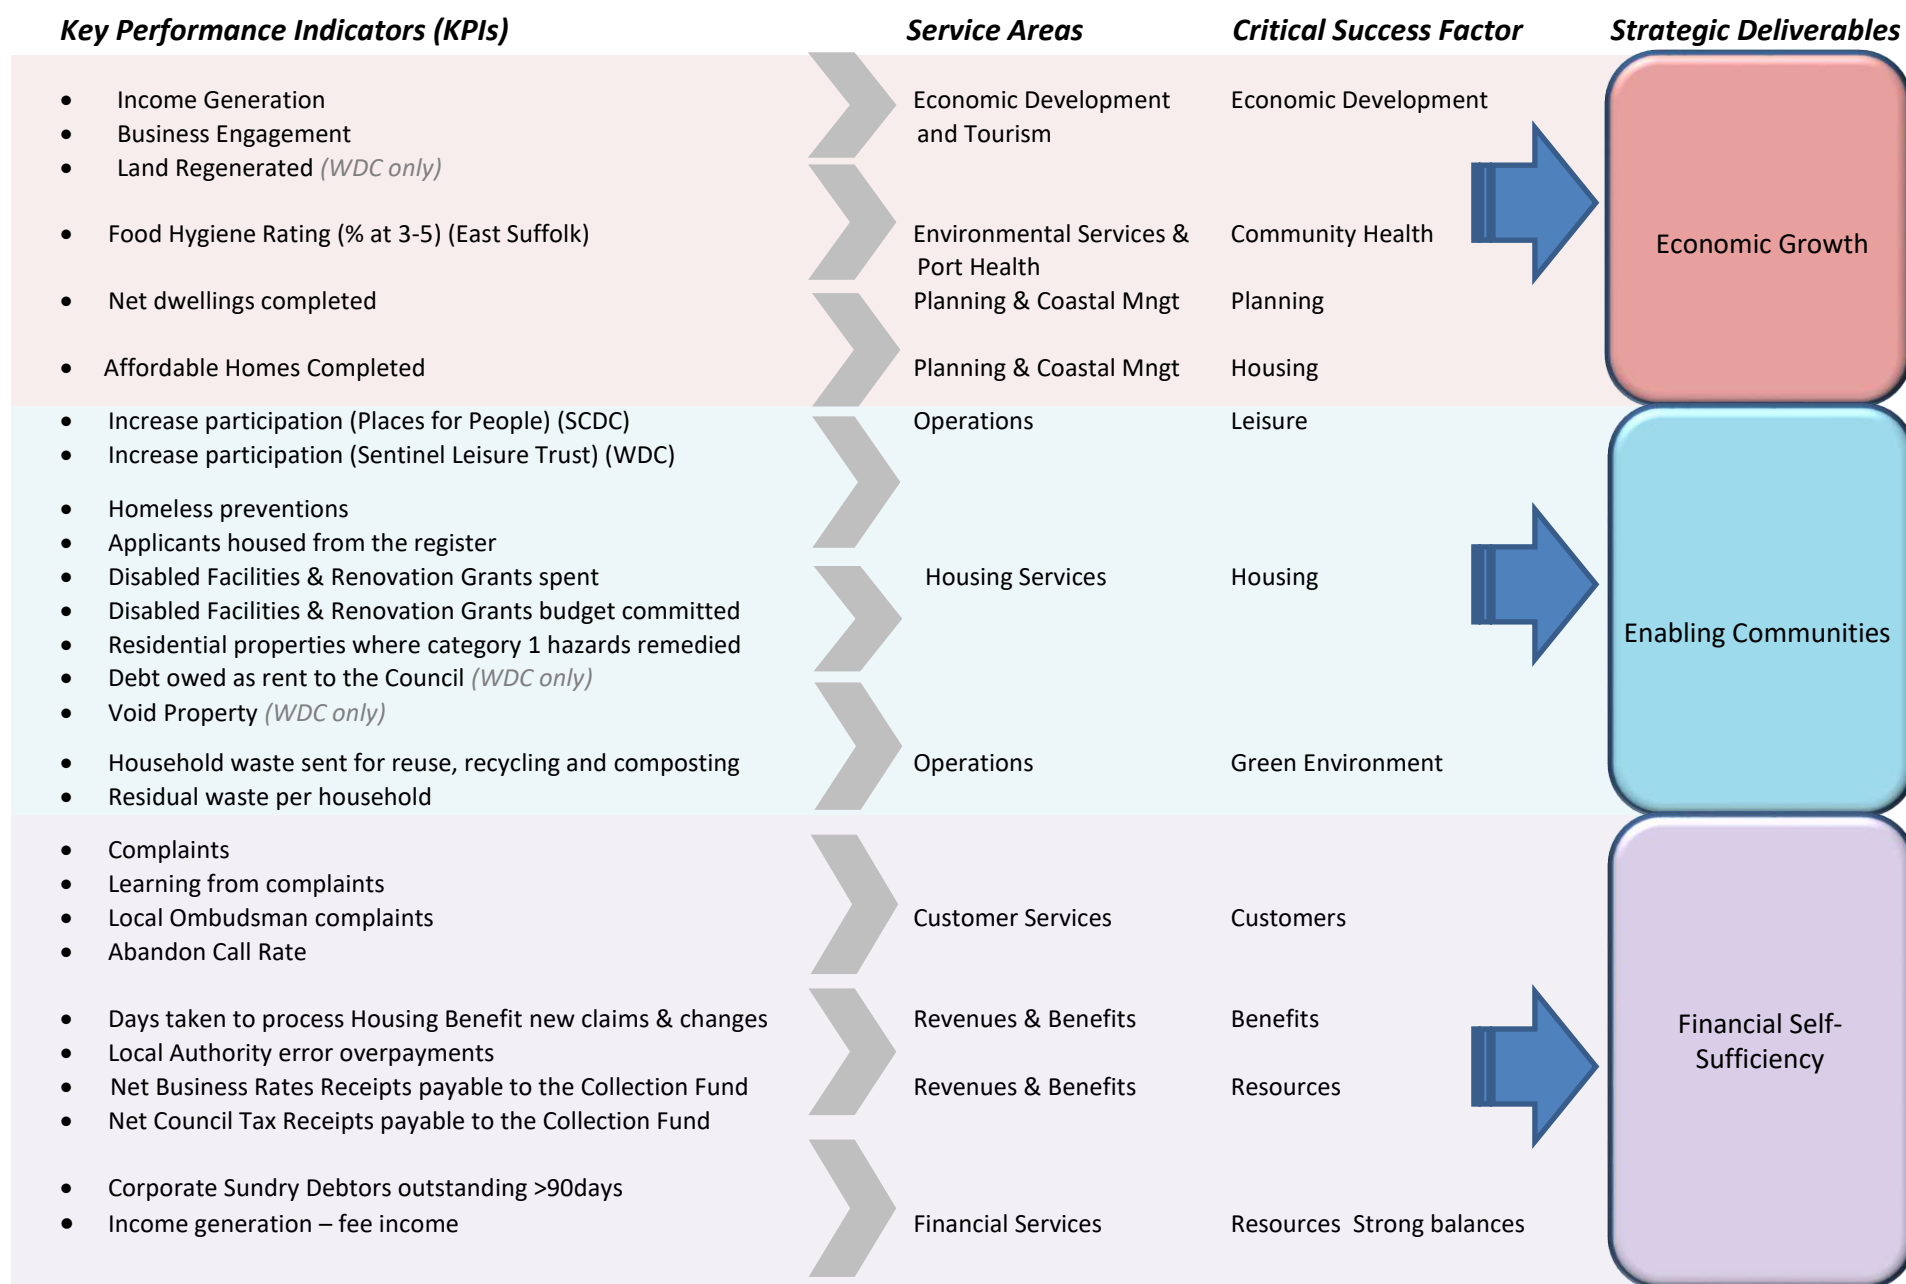 Key Performance Indicators (KPIs) Service Areas Critical Success Factor Strategic Deliverables
• Income Generation Economic Development Economic Development
• Business Engagement and Tourism
• Land Regenerated (WDC only)
• Food Hygiene Rating (% at 3-5) (East Suffolk) Environmental Services & Community Health
Economic Growth
Port Health
• Net dwellings completed Planning & Coastal Mngt Planning
• Affordable Homes Completed Planning & Coastal Mngt Housing
• Increase participation (Places for People) (SCDC) Operations Leisure
• Increase participation (Sentinel Leisure Trust) (WDC)
• Homeless preventions
• Applicants housed from the register
• Disabled Facilities & Renovation Grants spent Housing Services Housing
• Disabled Facilities & Renovation Grants budget committed
Enabling Communities
• Residential properties where category 1 hazards remedied
• Debt owed as rent to the Council (WDC only)
• Void Property (WDC only)
• Household waste sent for reuse, recycling and composting Operations Green Environment
• Residual waste per household
• Complaints
• Learning from complaints
• Local Ombudsman complaints Customer Services Customers
• Abandon Call Rate
• Days taken to process Housing Benefit new claims & changes Revenues & Benefits Benefits
Financial Self-
• Local Authority error overpayments
Sufficiency
• Net Business Rates Receipts payable to the Collection Fund Revenues & Benefits Resources
• Net Council Tax Receipts payable to the Collection Fund
• Corporate Sundry Debtors outstanding >90days
• Income generation – fee income Financial Services Resources Strong balances